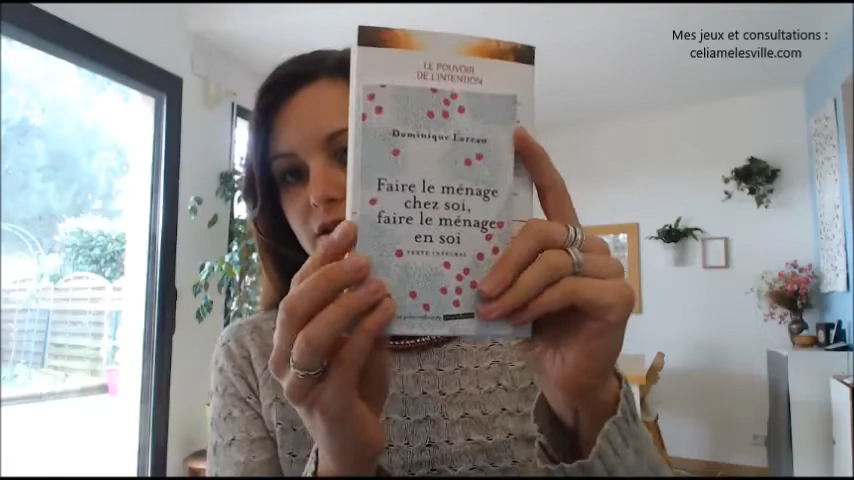 Mes jeux et consultations :
celiamelesville.com
LE POUVOIR
DE L'INTENTION
Dominique Loreau
Faire le ménage
chez soi,
faire le ménage
en soi
TEXTE INTÉGRAL